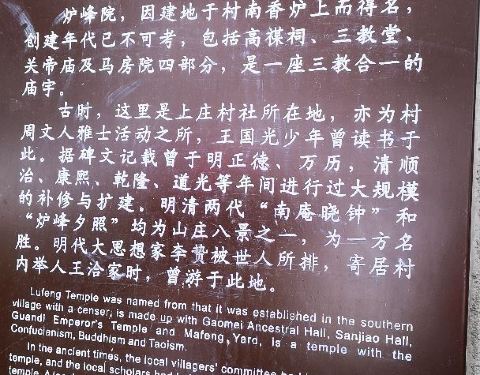 炉峰院，因建地于村南香炉上而得名，
创建年代已不可考，包括高禖祠、三教堂、
关帝庙及马房院四部分，是一座三教合一的
庙宇。
古时，这里是上庄村社所在地，亦为村
周文人雅士活动之所，王国光少年曾读书于
此。据碑文记载曾于明正德、万历，清顺
治、康熙、乾隆、道光等年间进行过大规模
的补修与扩建，明清两代“南庵晓钟”和
“炉峰夕照”均为山庄八景之一，为一方名
胜。明代大思想家李贽极世人所排，寄居村
内举人王洽家时，曾游于此地。
Lufeng Temple was named from that it was established in the southern
village with a censer, is made up with Gaomei Ancestral Hall, Sanjiao Hall,
Guandi Emperor's Temple and Mafang Yard, is a temple with the
Confucianism, Buddhism and Taoism.
In the ancient times, the local villagers' committee
temple, and the local scholars